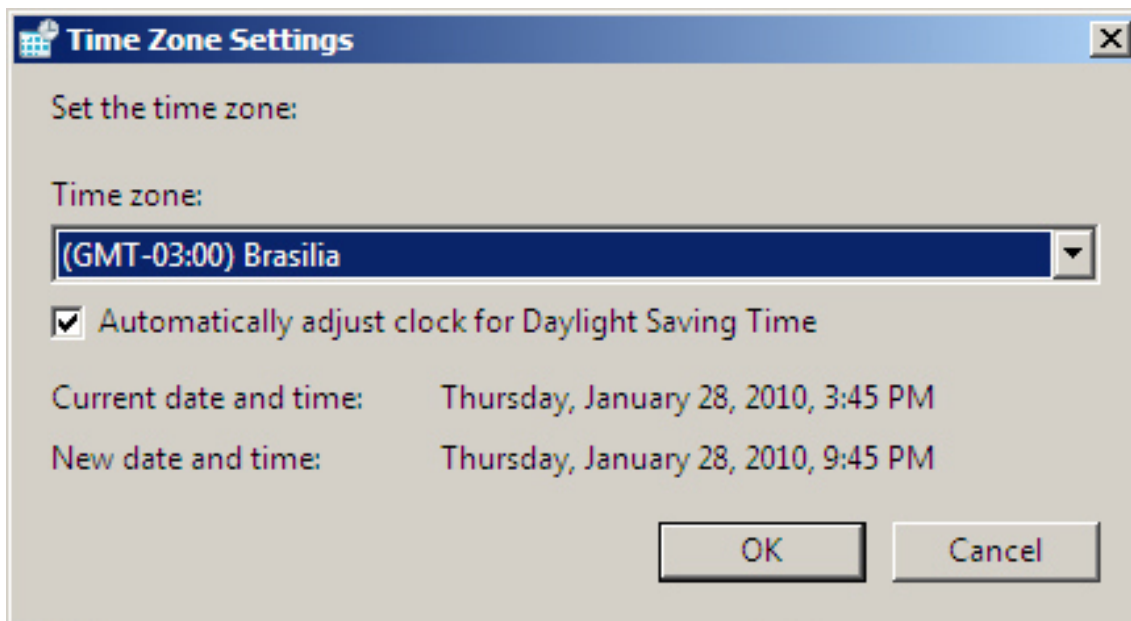 Time Zone Settings
Set the time zone:
Time zone:
(GMT-03:00) Brasilia
Automatically adjust clock for Daylight Saving Time
Current date and time: Thursday, January 28, 2010, 3:45 PM
New date and time: Thursday, January 28, 2010, 9:45 PM
OK Cancel